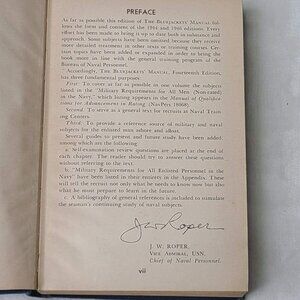 PREFACE
As far as possible this edition of THE BLUEJACKETS' MANUAL fol-
lows the form and content of the 1944 and 1946 editions. Every
effort has been made to bring it up to date both in substance and
approach. Some subjects have been omitted because they receive
more detailed treatment in other texts or training courses. Cer-
tain topics have been added or expanded in order to bring the
book more in line with the general training program of the
Bureau of Naval Personnel.
Accordingly, THE BLUEJACKETS' MANUAL, Fourteenth Edition,
has three fundamental purposes.
First: To cover as far as possible in one volume the subjects
listed in the "Military Requirements for All Men (Non-rated)
in the Navy," which listing appears in the Manual of Qualifica-
tions for Advancement in Rating (NavPers 18068).
Second: To serve as a general text for recruits at Naval Train-
ing Centers.
Third: To provide a reference source of military and naval
subjects for the enlisted man ashore and afloat.
Several guides to present and future study have been added,
among which are the following:
a. Self-examination review questions are placed at the end of
each chapter. The reader should try to answer these questions
without referring to the text.
b. "Military Requirements for All Enlisted Personnel in the
Navy" have been listed in their entirety in the Appendix. These
will tell the recruit not only what he needs to know now but also
what he must prepare to learn in the future.
c. A bibliography of general references is included to stimulate
the seaman's continuing study of naval subjects.
J W Roper
J. W. ROPER,
VICE ADMIRAL, USN.
Chief of Naval Personnel.
vii